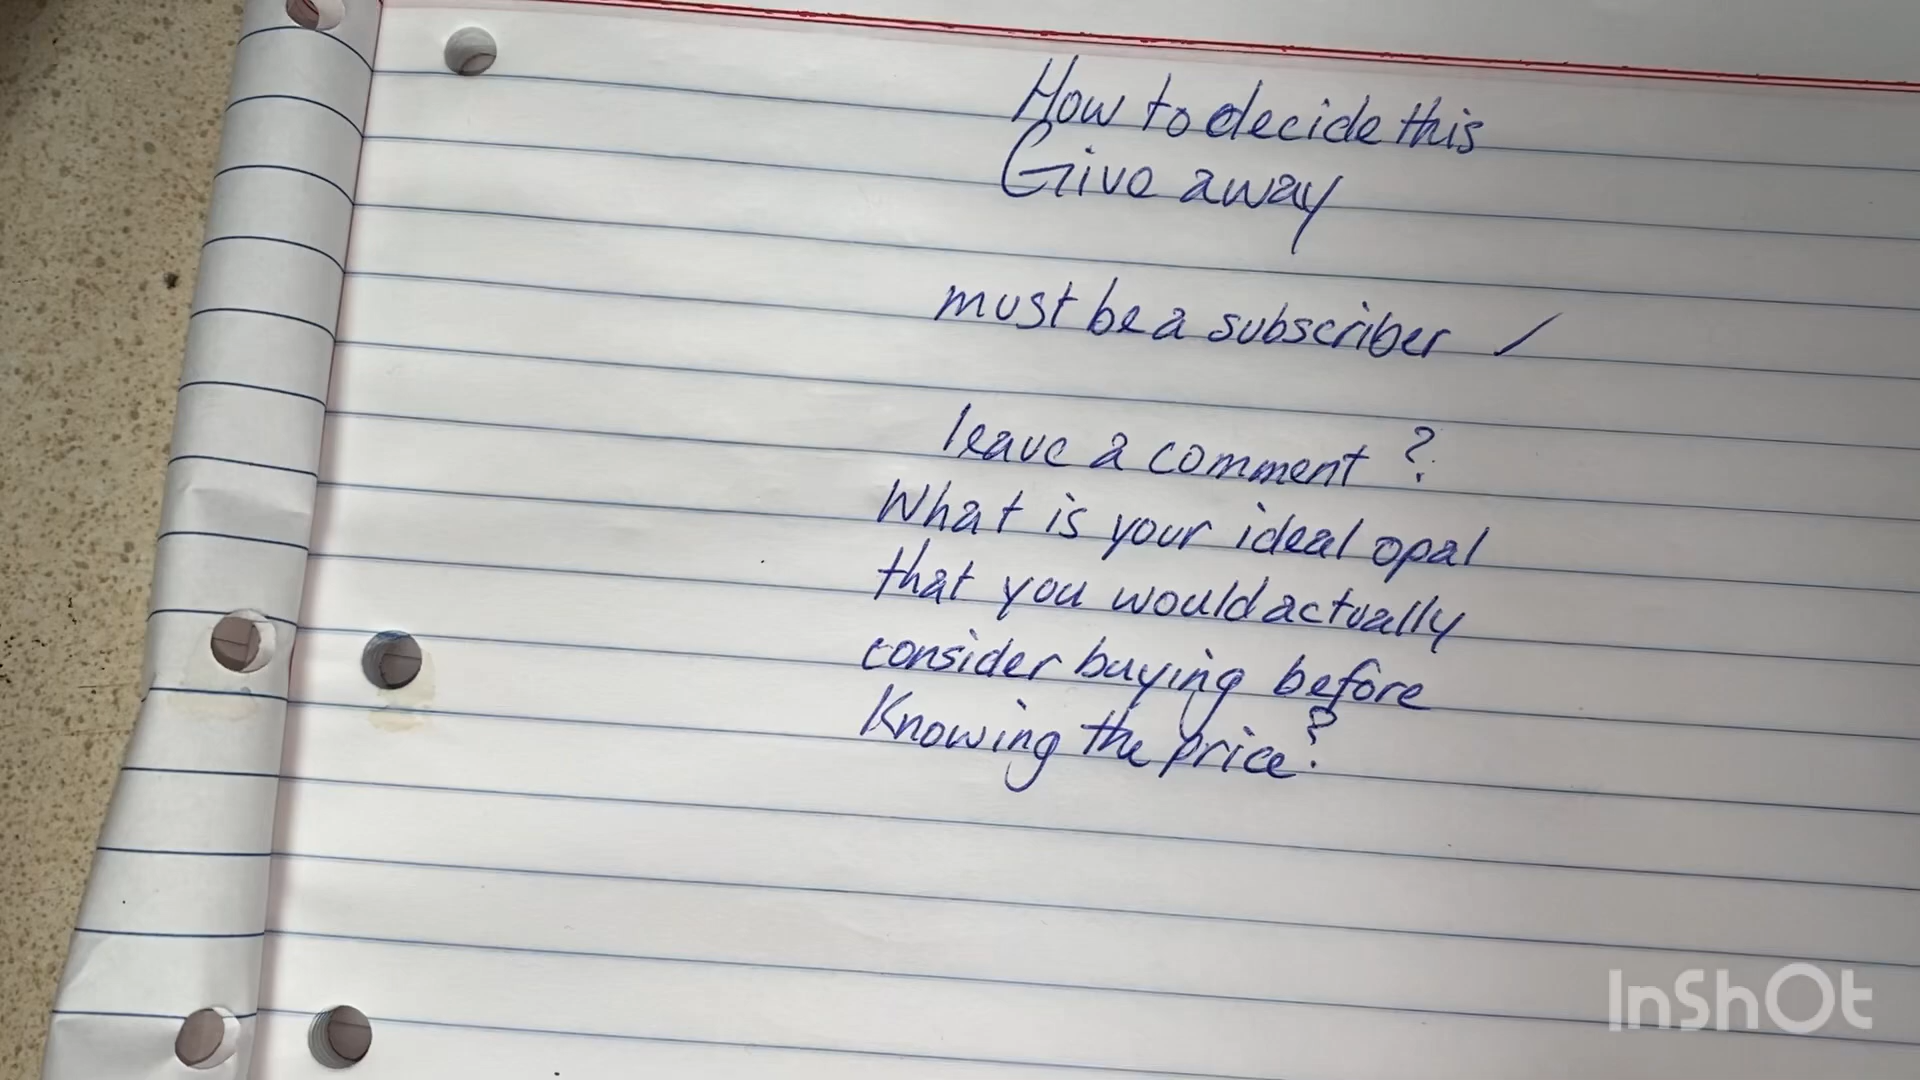 How to decide this
Give away
must be a subscriber ✓
leave a comment ?
What is your ideal opal
that you would actually
consider buying before
Knowing the price?
InShOt